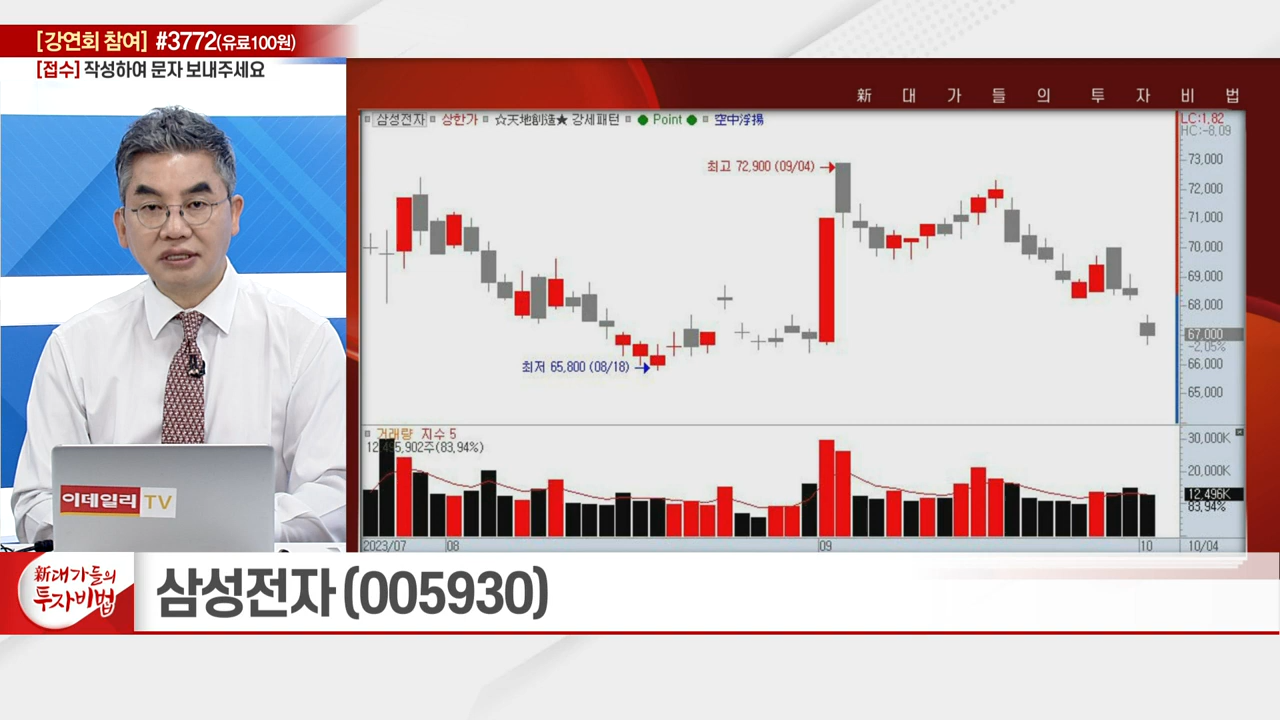 [강연회 참여] #3772(유료100원)
[접수] 작성하여 문자 보내주세요
新 대 가 들 의 투 자 비 법
삼성전자 상한가 ☆天地創造★ 강세패턴 ● Point ● 空中浮揚
LC:1.82
HC:-8.09
최고 72,900 (09/04)
73,000
72,000
71,000
70,000
69,000
68,000
67,000
-2.05%
66,000
65,000
최저 65,800 (08/18)
거래량 지수 5
12,495,902주(83,94%)
30,000K
20,000K
12,496K
83,94%
2023/07 08 09 10 10/04
이데일리 TV
新대가들의
투자비법
삼성전자(005930)